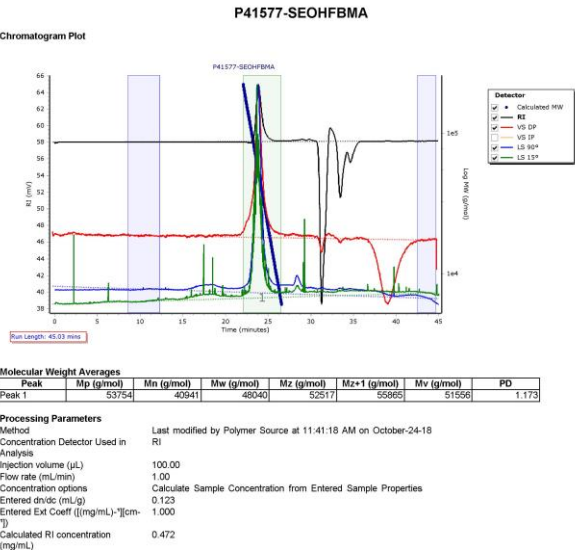 P41577-SEOHFBMA
Chromatogram Plot
P41577-SEOHFBMA
66
64
62
60
58
56
54
52
50
48
46
44
42
40
38
RI (mV)
0 5 10 15 20 25 30 35 40 45
Time (minutes)
1e5
1e4
Log MW (g/mol)
Detector
Calculated MW
RI
VS DP
VS IP
LS 90°
LS 15°
Run Length: 45.03 mins
Molecular Weight Averages
Peak Mp (g/mol) Mn (g/mol) Mw (g/mol) Mz (g/mol) Mz+1 (g/mol) Mv (g/mol) PD
Peak 1 53754 40941 48040 52517 55865 51556 1.173
Processing Parameters
Method Last modified by Polymer Source at 11:41:18 AM on October-24-18
Concentration Detector Used in RI
Analysis
Injection volume (µL) 100.00
Flow rate (mL/min) 1.00
Concentration options Calculate Sample Concentration from Entered Sample Properties
Entered dn/dc (mL/g) 0.123
Entered Ext Coeff ([(mg/mL)-¹][cm- 1.000
¹])
Calculated RI concentration 0.472
(mg/mL)